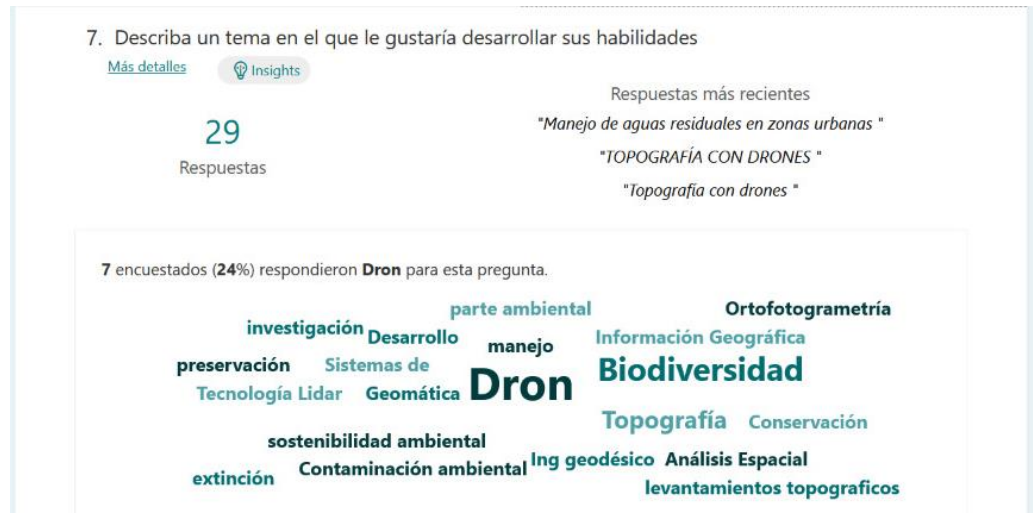 7. Describa un tema en el que le gustaría desarrollar sus habilidades
Más detalles
Insights
29
Respuestas
Respuestas más recientes
"Manejo de aguas residuales en zonas urbanas "
"TOPOGRAFÍA CON DRONES "
"Topografía con drones "
7 encuestados (24%) respondieron Dron para esta pregunta.
parte ambiental
Ortofotogrametría
investigación
Desarrollo
manejo
Información Geográfica
preservación
Sistemas de
Dron
Biodiversidad
Tecnología Lidar
Geomática
Topografía
Conservación
sostenibilidad ambiental
extinción
Contaminación ambiental
Ing geodésico
Análisis Espacial
levantamientos topograficos